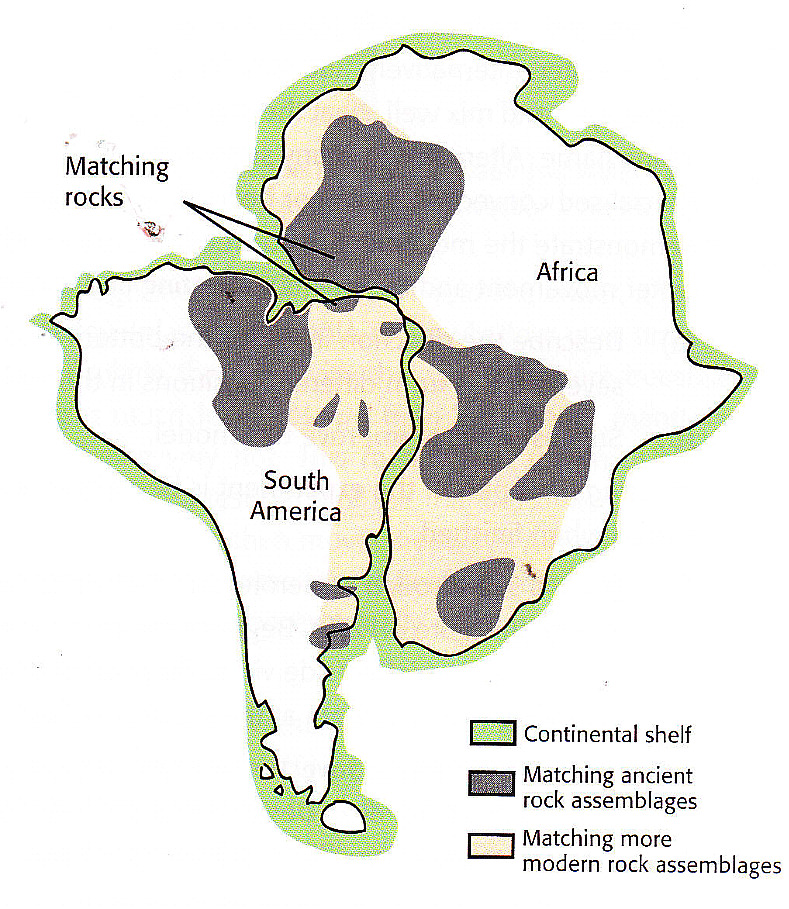 Matching
rocks
Africa
South
America
Continental shelf
Matching ancient
rock assemblages
Matching more
modern rock assemblages